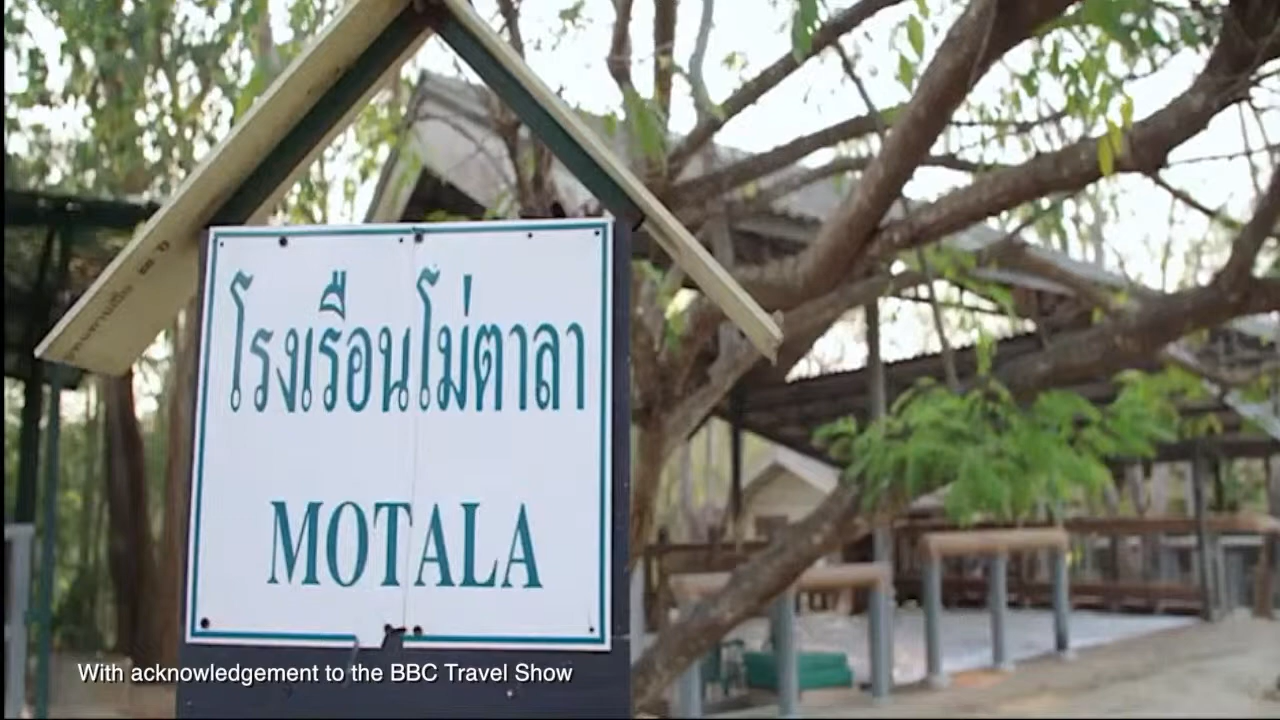 โรงเรือนโม่ตาลา
MOTALA
With acknowledgement to the BBC Travel Show